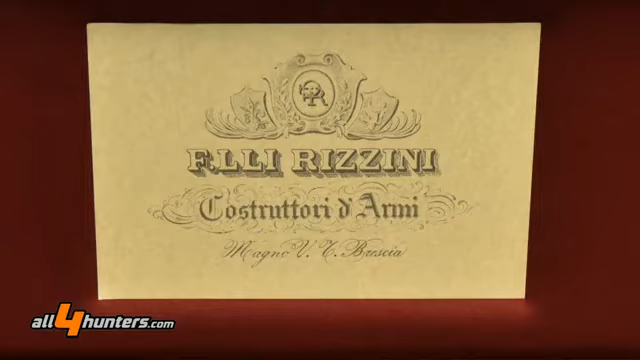 F.LLI RIZZINI
Costruttori d'Armi
Magno V. T. Brescia
all4hunters.com